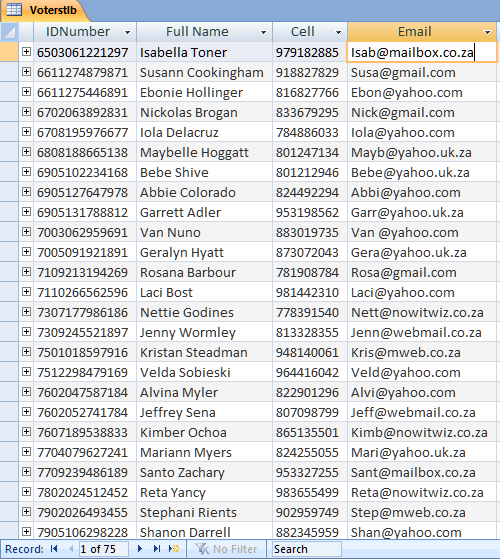 Voterstib
IDNumber Full Name Cell Email
6503061221297 Isabella Toner 979182885 Isab@mailbox.co.za
6611274879871 Susann Cookingham 918827829 Susa@gmail.com
6611275446891 Ebonie Hollinger 816827766 Ebon@yahoo.com
6702063892831 Nickolas Brogan 833679295 Nick@gmail.com
6708195976677 Iola Delacruz 784886033 Iola@yahoo.com
6808188665138 Maybelle Hoggatt 801247134 Mayb@yahoo.uk.za
6905102234168 Bebe Shive 801212946 Bebe@yahoo.uk.za
6905127647978 Abbie Colorado 824492294 Abbi@yahoo.com
6905131788812 Garrett Adler 953198562 Garr@yahoo.uk.za
7003062959691 Van Nuno 883019735 Van @yahoo.com
7005091921891 Geralyn Hyatt 873072043 Gera@yahoo.uk.za
7109213194269 Rosana Barbour 781908784 Rosa@gmail.com
7110266562596 Laci Bost 981442310 Laci@yahoo.com
7307177986186 Nettie Godines 778391540 Nett@nowitwiz.co.za
7309245521897 Jenny Wormley 813328355 Jenn@webmail.co.za
7501018597916 Kristan Steadman 948140061 Kris@mweb.co.za
7512298479169 Velda Sobieski 964416042 Veld@yahoo.com
7602047587184 Alvina Myler 822901296 Alvi@yahoo.com
7602052741784 Jeffrey Sena 807098799 Jeff@webmail.co.za
7607189538833 Kimber Ochoa 865135501 Kimb@nowitwiz.co.za
7704079627241 Mariann Myers 824255055 Mari@yahoo.uk.za
7709239486189 Santo Zachary 953327255 Sant@mailbox.co.za
7802024512452 Reta Yancy 983655499 Reta@nowitwiz.co.za
7902026493455 Stephani Rients 902959749 Step@mweb.co.za
7905106298228 Shanon Darrell 882345959 Shan@yahoo.com
Record: 1 of 75 No Filter Search